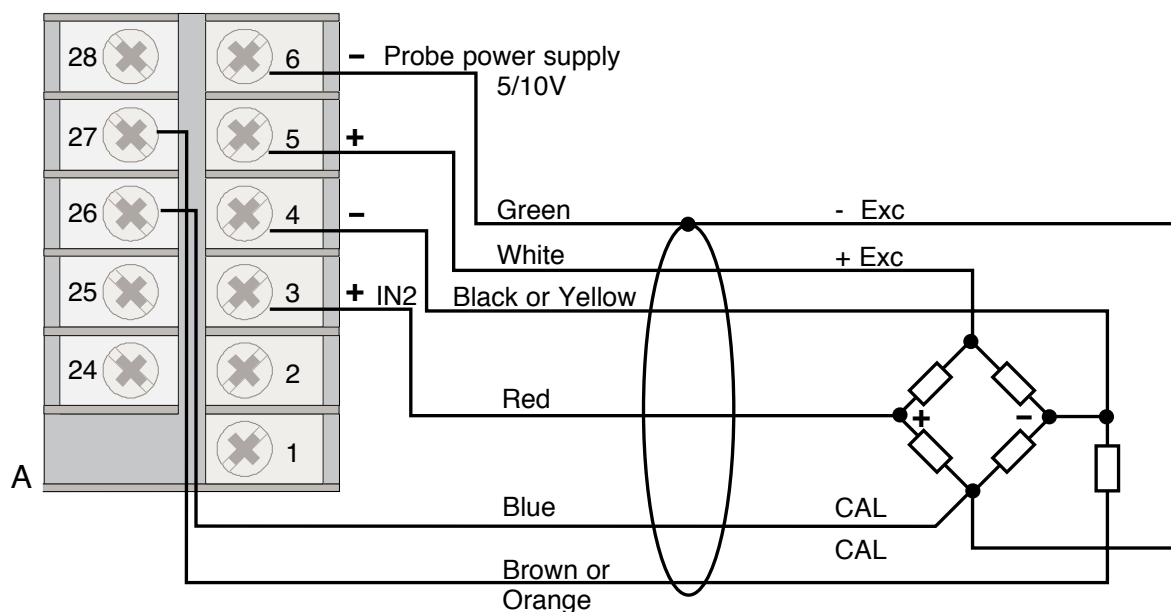 28 6 – Probe power supply
5/10V
27 5 +
26 4 –
Green - Exc
White + Exc
25 3 + IN2 Black or Yellow
24 2
Red
+ –
1
A
Blue CAL
CAL
Brown or
Orange